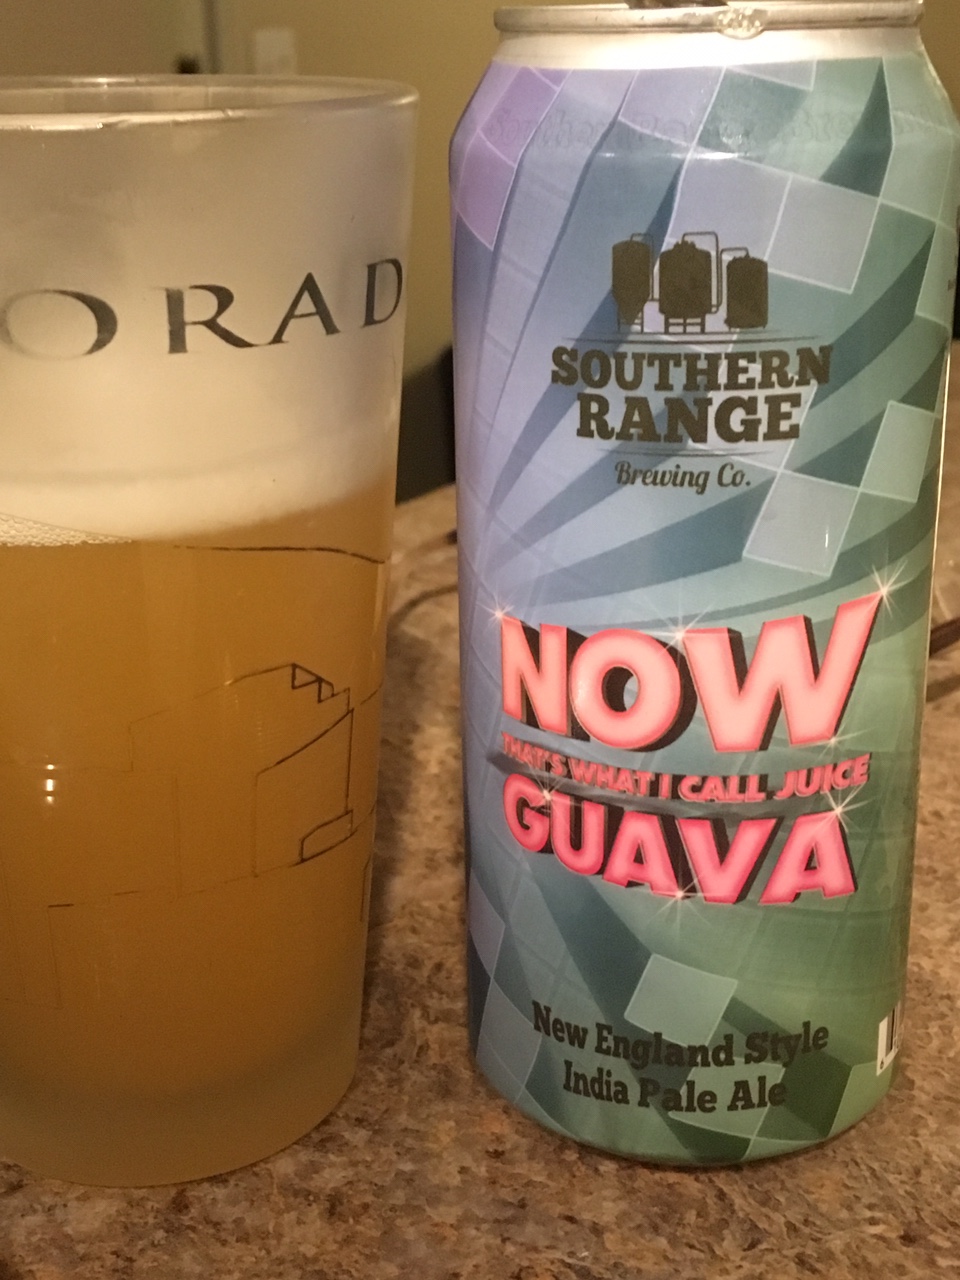 ORAD
SOUTHERN
RANGE
Brewing Co.
NOW
THAT'S WHAT I CALL JUICE
GUAVA
New England Style
India Pale Ale